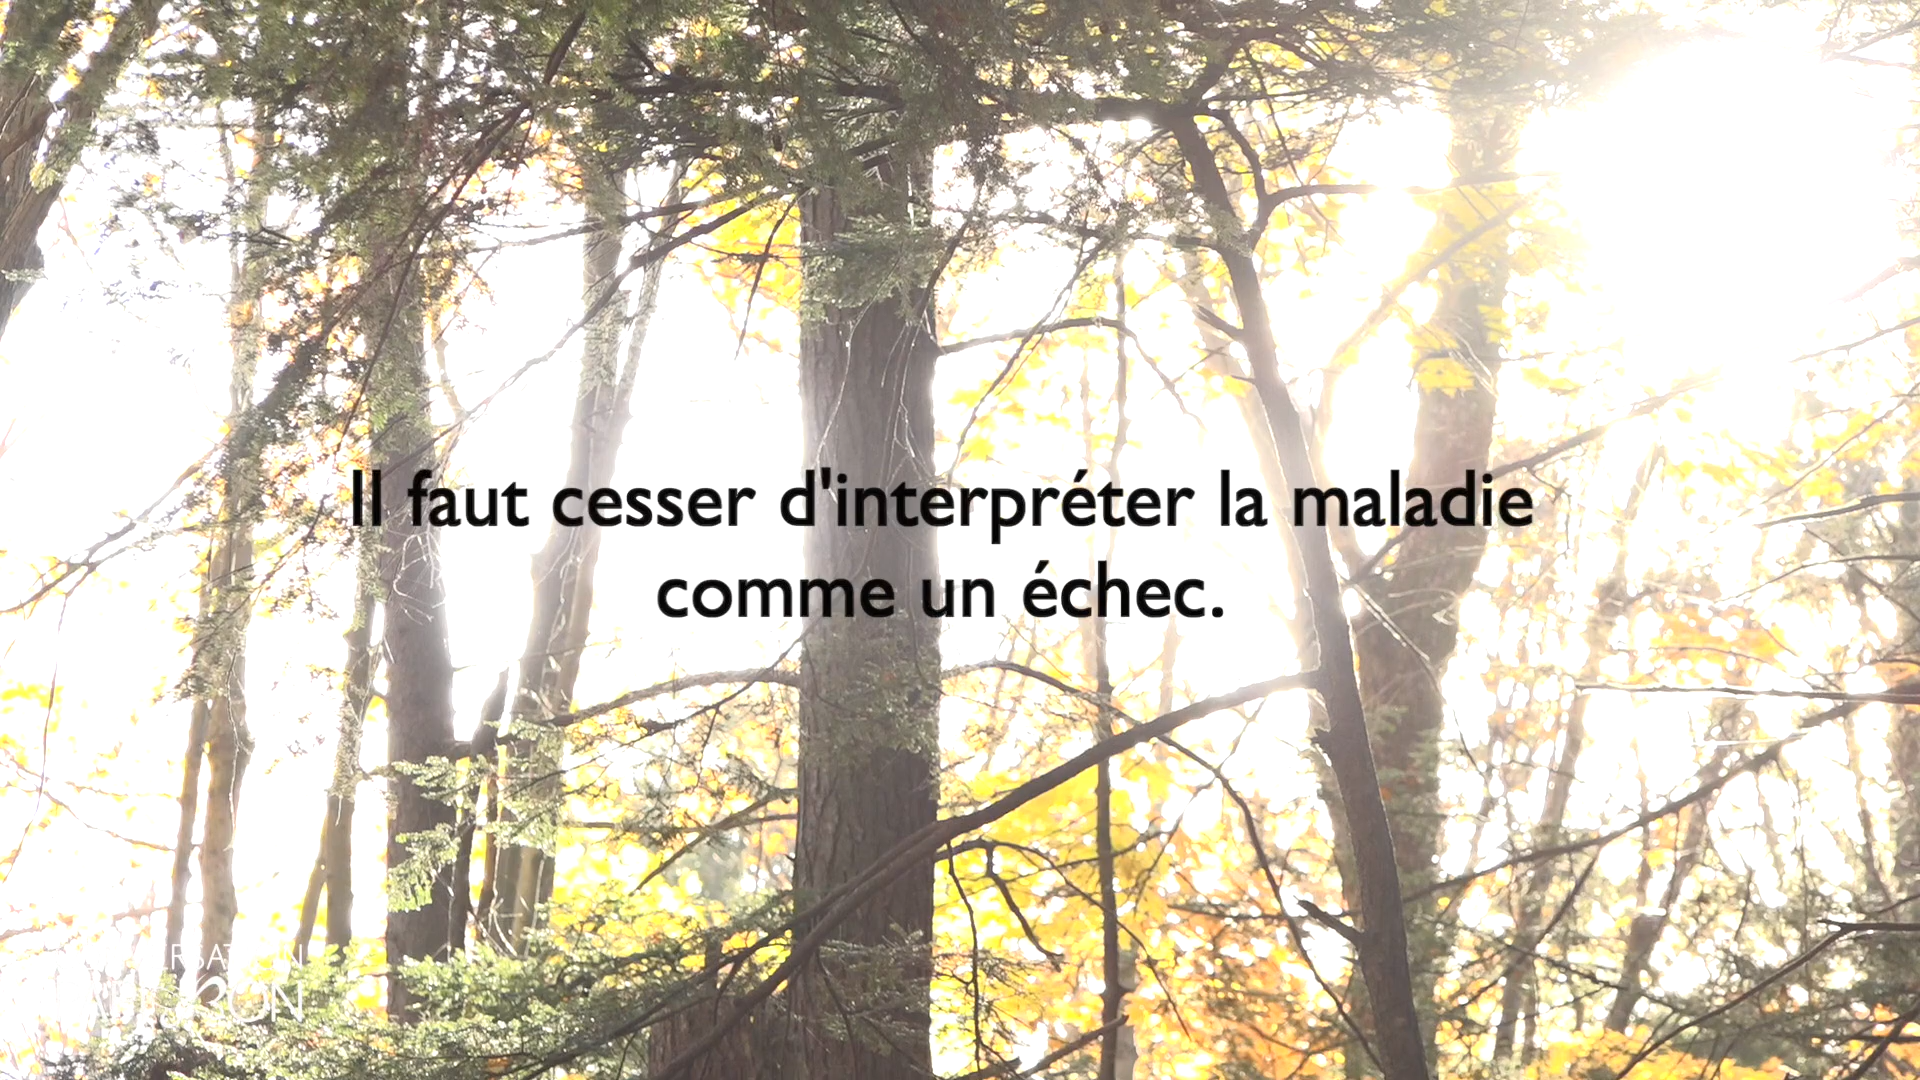 Il faut cesser d'interpréter la maladie
comme un échec.